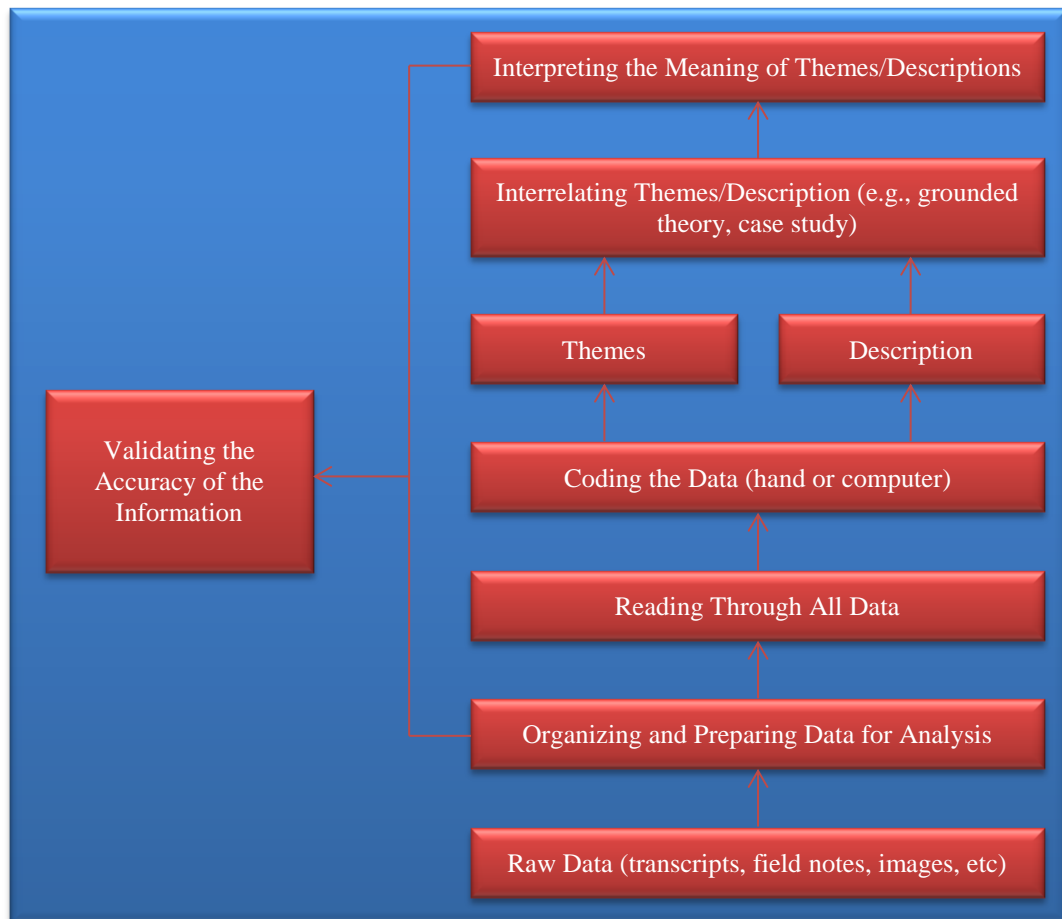 Interpreting the Meaning of Themes/Descriptions
Interrelating Themes/Description (e.g., grounded
theory, case study)
Themes
Description
Validating the
Accuracy of the
Information
Coding the Data (hand or computer)
Reading Through All Data
Organizing and Preparing Data for Analysis
Raw Data (transcripts, field notes, images, etc)